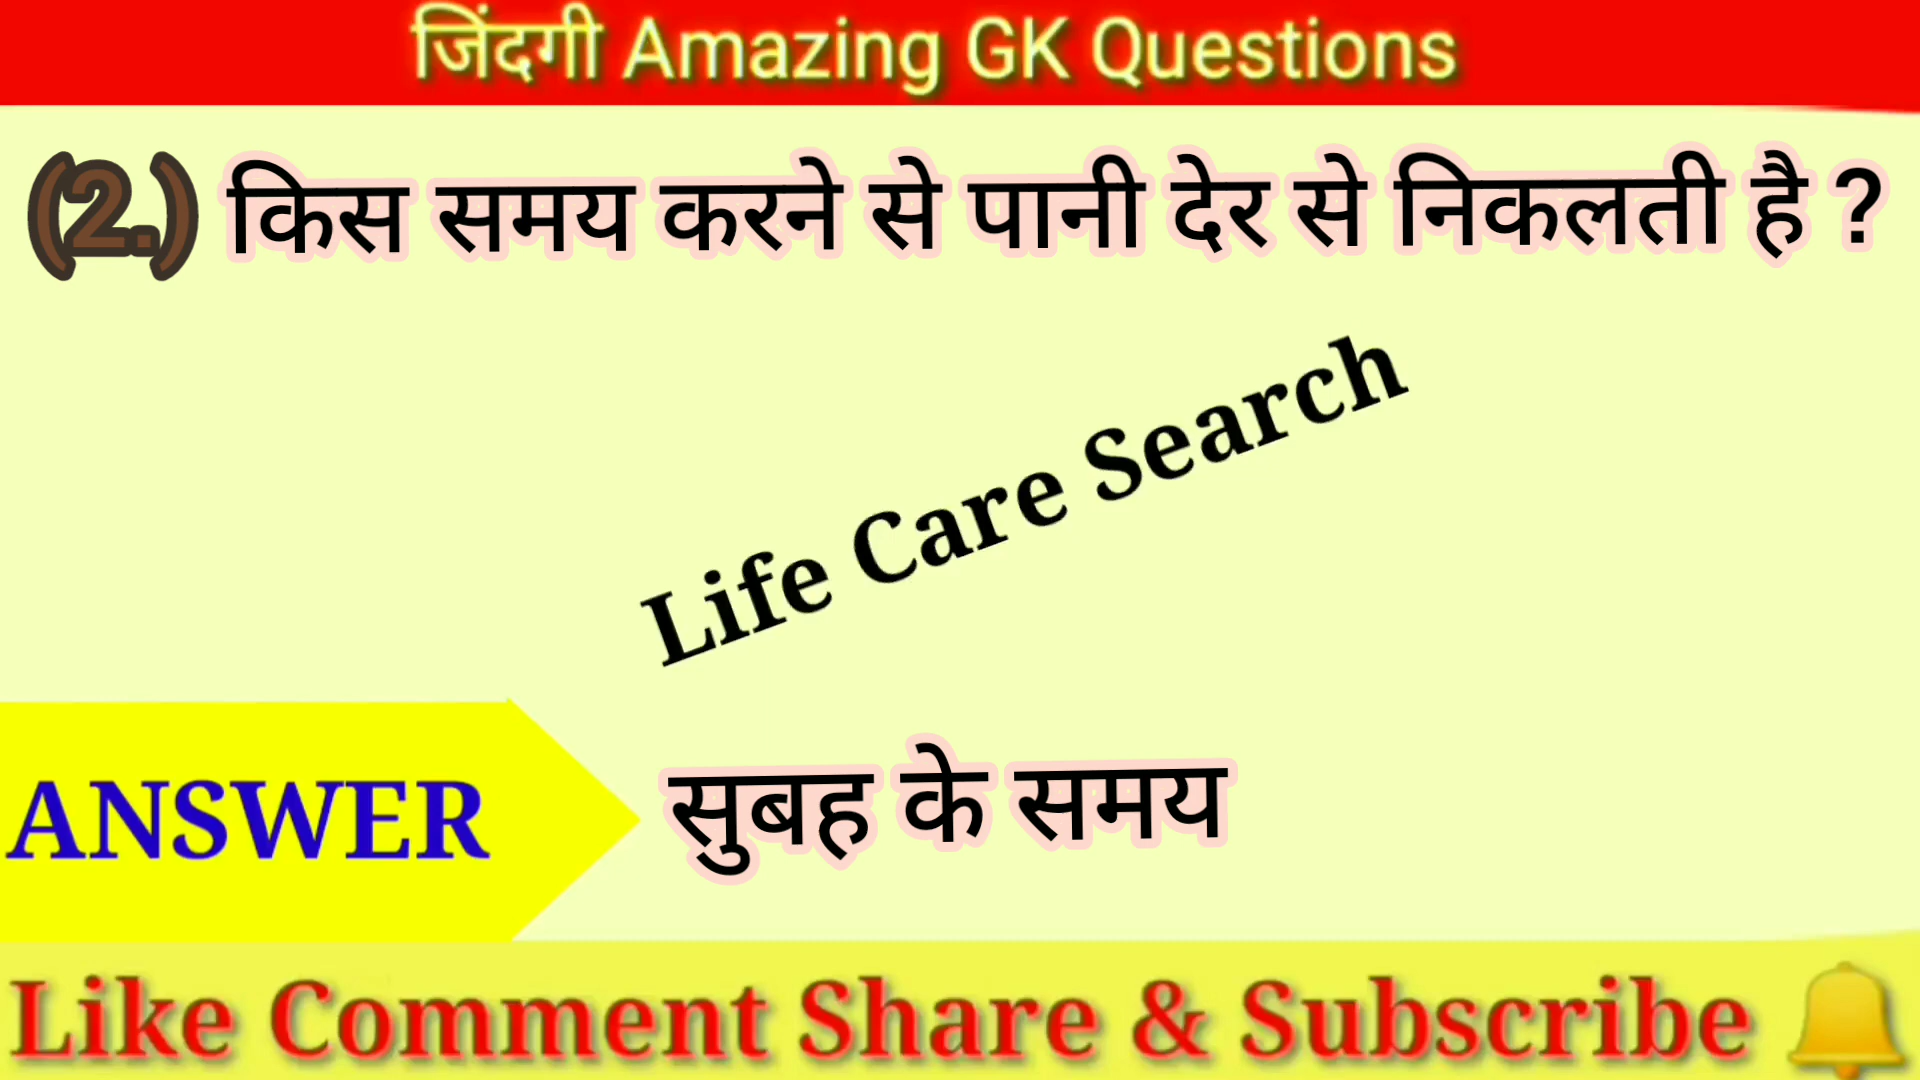 जिंदगी Amazing GK Questions
(2.) किस समय करने से पानी देर से निकलती है ?
Life Care Search
ANSWER सुबह के समय
Like Comment Share & Subscribe